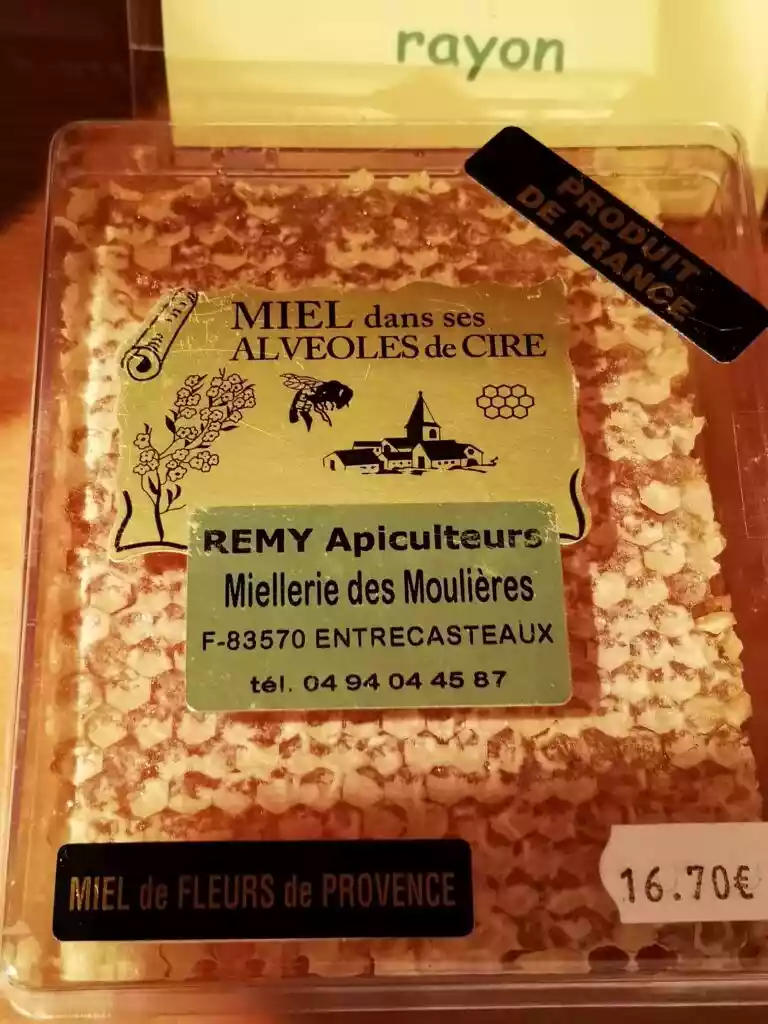 rayon
PRODUIT
DE FRANCE
MIEL dans ses
ALVEOLES de CIRE
REMY Apiculteurs
Miellerie des Moulières
F-83570 ENTRECASTEAUX
tél. 04 94 04 45 87
MIEL de FLEURS de PROVENCE
16.70€